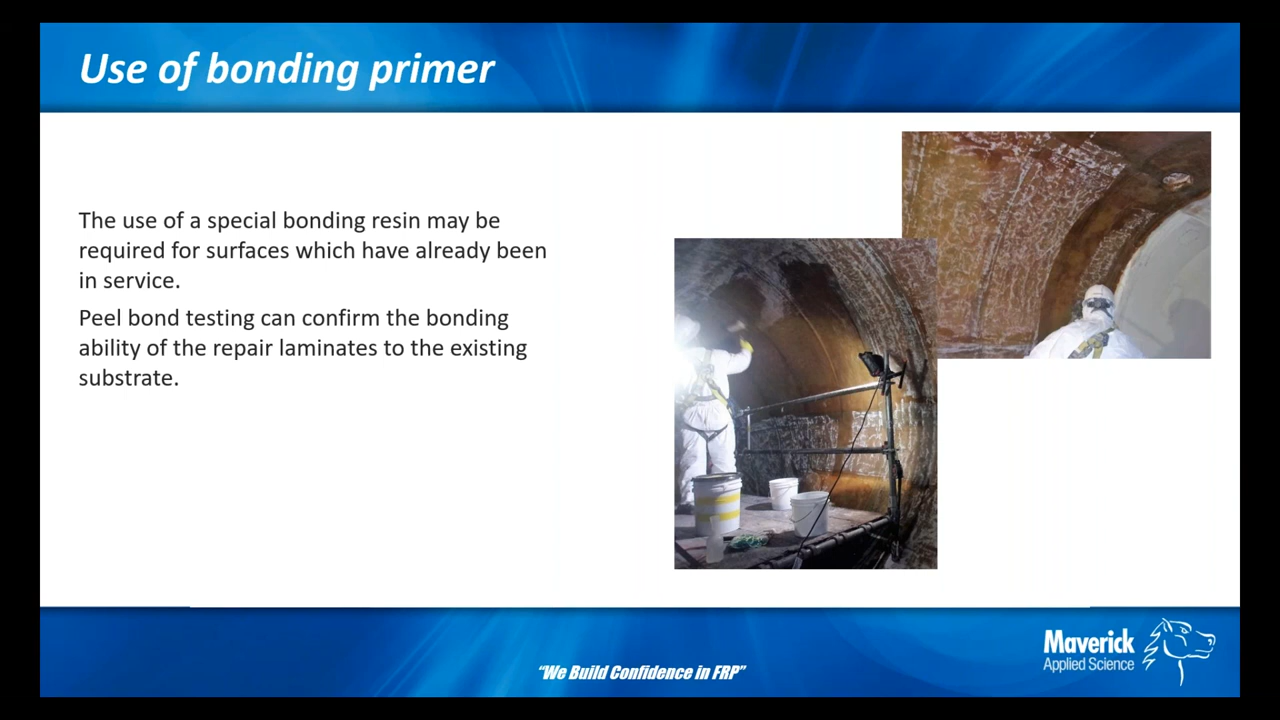 Use of bonding primer
The use of a special bonding resin may be
required for surfaces which have already been
in service.
Peel bond testing can confirm the bonding
ability of the repair laminates to the existing
substrate.
"We Build Confidence in FRP"
Maverick
Applied Science